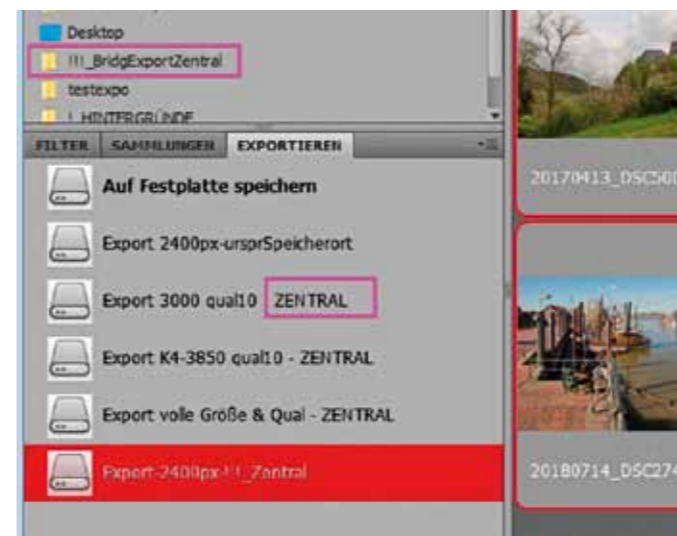 Desktop
!!!_BridgExportZentral
testexpo
!_HINTERGRÜNDE
FILTER SAMMLUNGEN EXPORTIEREN
Auf Festplatte speichern
Export 2400px-ursprSpeicherort
Export 3000 qual10 ZENTRAL
Export K4-3850 qual10 - ZENTRAL
Export volle Größe & Qual - ZENTRAL
Export-2400px-!!!_Zentral
20170413_DSC500
20180714_DSC274